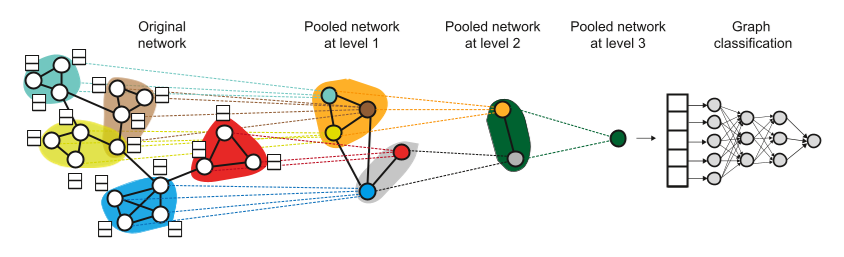 Original
network
Pooled network
at level 1
Pooled network
at level 2
Pooled network
at level 3
Graph
classification